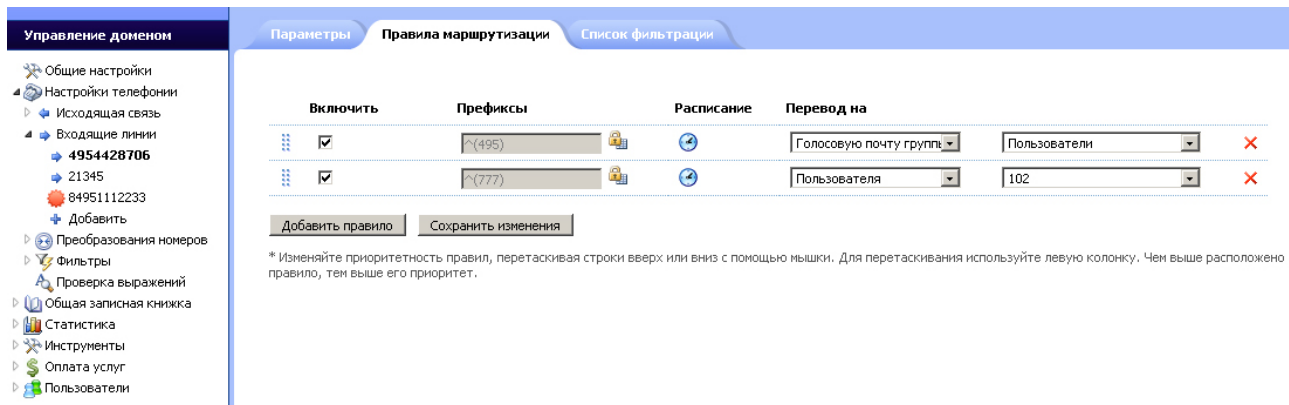 Управление доменом
Общие настройки
Настройки телефонии
Исходящая связь
Входящие линии
4954428706
21345
84951112233
Добавить
Преобразования номеров
Фильтры
Проверка выражений
Общая записная книжка
Статистика
Инструменты
Оплата услуг
Пользователи
Параметры Правила маршрутизации Список фильтрации
Включить Префиксы Расписание Перевод на
^(495) Голосовую почту группы Пользователи
^(777) Пользователя 102
Добавить правило Сохранить изменения
* Изменяйте приоритетность правил, перетаскивая строки вверх или вниз с помощью мышки. Для перетаскивания используйте левую колонку. Чем выше расположено
правило, тем выше его приоритет.